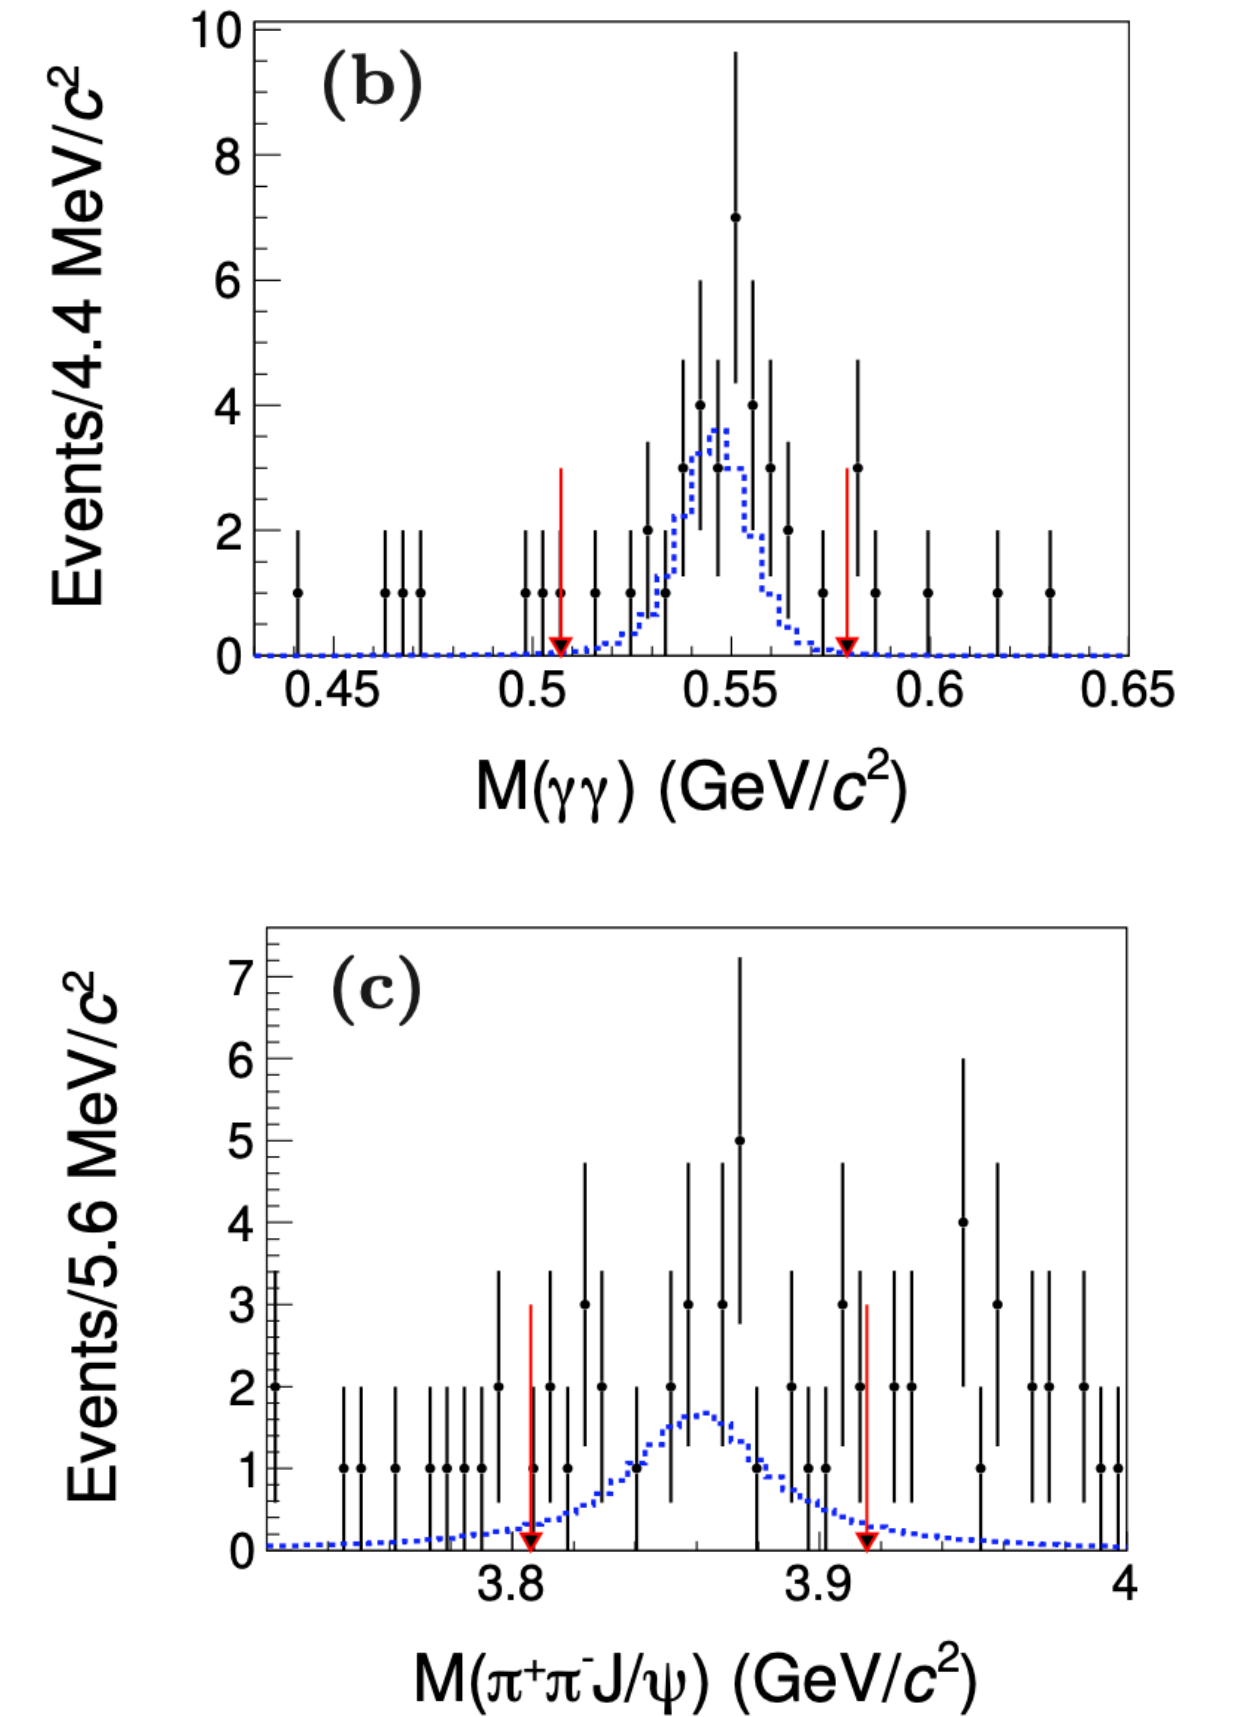 (b)
Events/4.4 MeV/c²
10
8
6
4
2
0
0.45 0.5 0.55 0.6 0.65
M(γγ) (GeV/c²)
(c)
Events/5.6 MeV/c²
7
6
5
4
3
2
1
0
3.8 3.9 4
M(π⁺π⁻J/ψ) (GeV/c²)